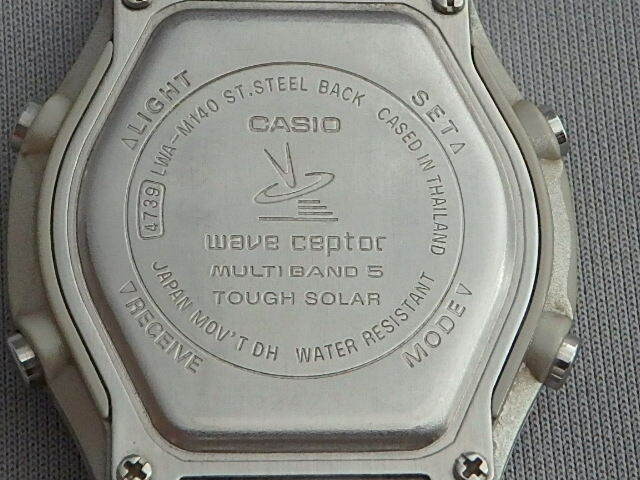 △LIGHT
SET△
4739 LWA-M140 ST.STEEL BACK CASED IN THAILAND
CASIO
wave ceptor
MULTI BAND 5
TOUGH SOLAR
JAPAN MOV'T DH WATER RESISTANT
▽RECEIVE
MODE▽